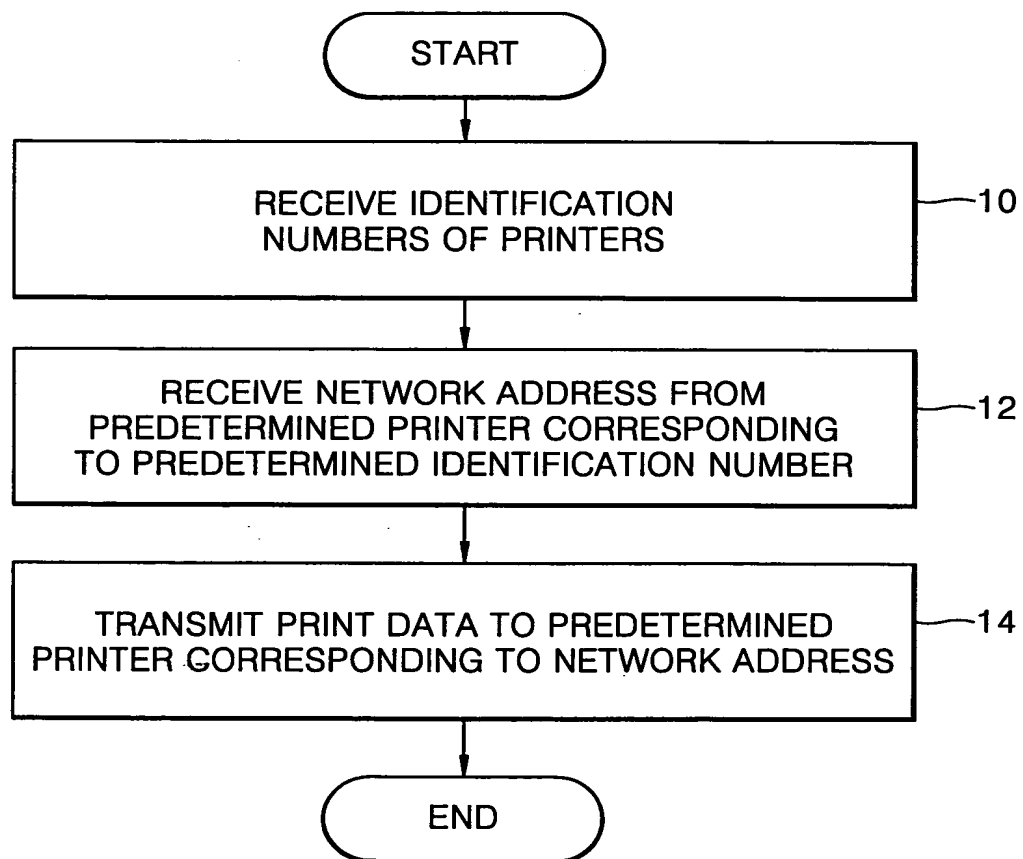 START
RECEIVE IDENTIFICATION
NUMBERS OF PRINTERS
10
RECEIVE NETWORK ADDRESS FROM
PREDETERMINED PRINTER CORRESPONDING
TO PREDETERMINED IDENTIFICATION NUMBER
12
TRANSMIT PRINT DATA TO PREDETERMINED
PRINTER CORRESPONDING TO NETWORK ADDRESS
14
END